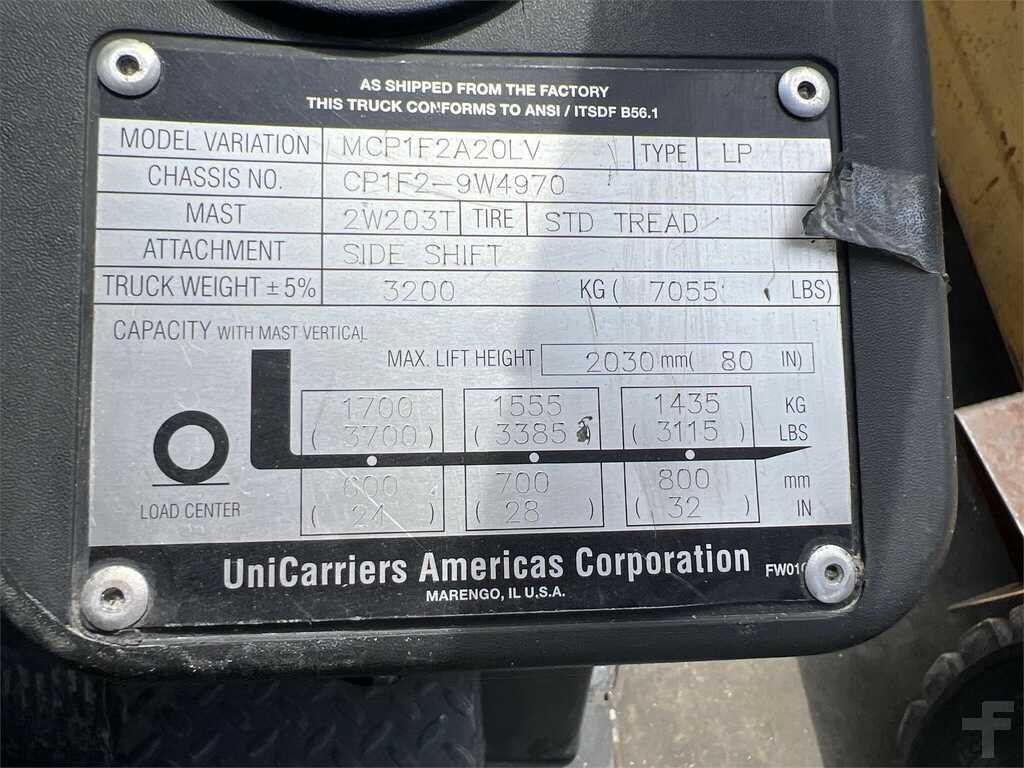 AS SHIPPED FROM THE FACTORY
THIS TRUCK CONFORMS TO ANSI / ITSDF B56.1
MODEL VARIATION MCP1F2A20LV TYPE LP
CHASSIS NO. CP1F2-9W4970
MAST 2W203T TIRE STD TREAD
ATTACHMENT SIDE SHIFT
TRUCK WEIGHT ± 5% 3200 KG ( 7055 LBS)
CAPACITY WITH MAST VERTICAL
MAX. LIFT HEIGHT 2030 mm( 80 IN)
1700 1555 1435 KG
( 3700 ) ( 3385 ) ( 3115 ) LBS
600 700 800 mm
LOAD CENTER ( 24 ) ( 28 ) ( 32 ) IN
UniCarriers Americas Corporation
MARENGO, IL U.S.A.